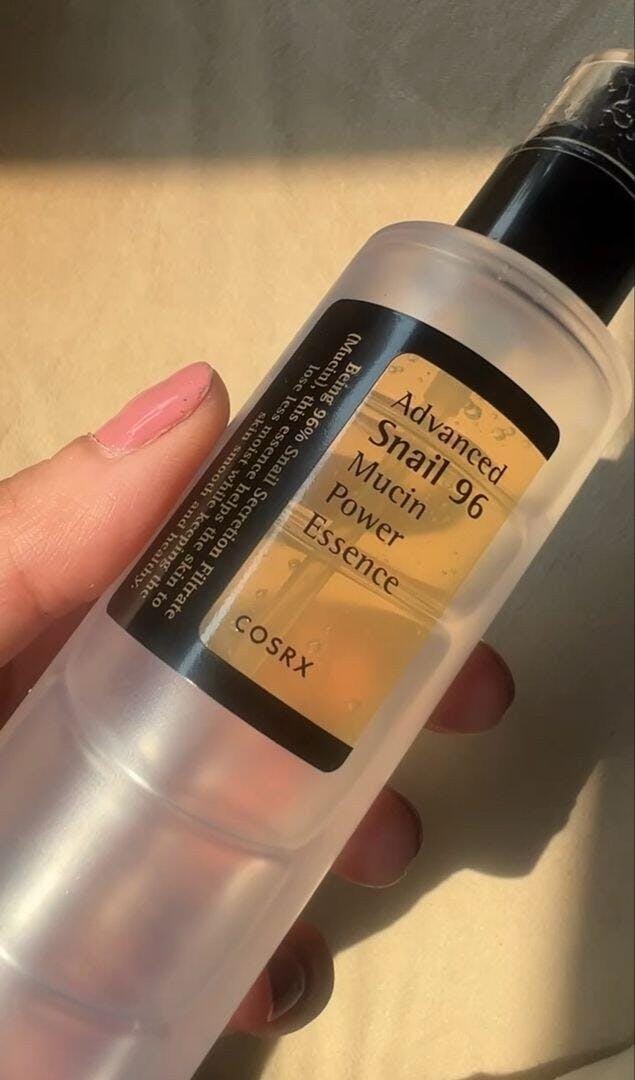 Advanced
Snail 96
Mucin
Power
Essence
COSRX
Being 96% Snail Secretion Filtrate
(Mucin), this essence helps the skin to
lose less moist while keeping the
skin smooth and healthy.